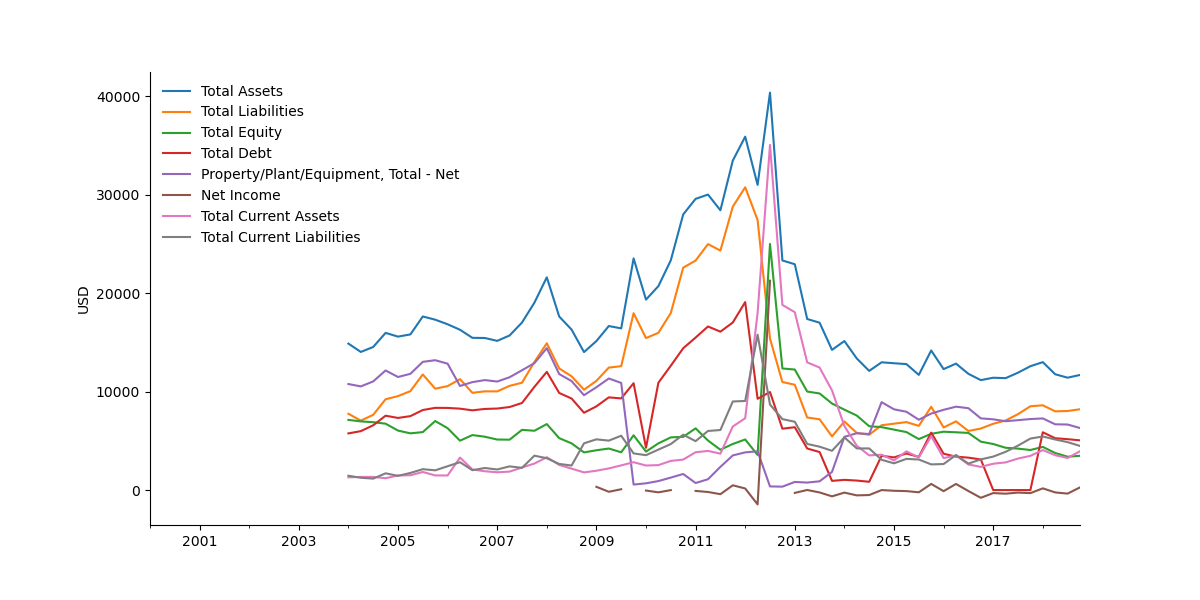 Total Assets
Total Liabilities
Total Equity
Total Debt
Property/Plant/Equipment, Total - Net
Net Income
Total Current Assets
Total Current Liabilities
USD
40000
30000
20000
10000
0
2001 2003 2005 2007 2009 2011 2013 2015 2017